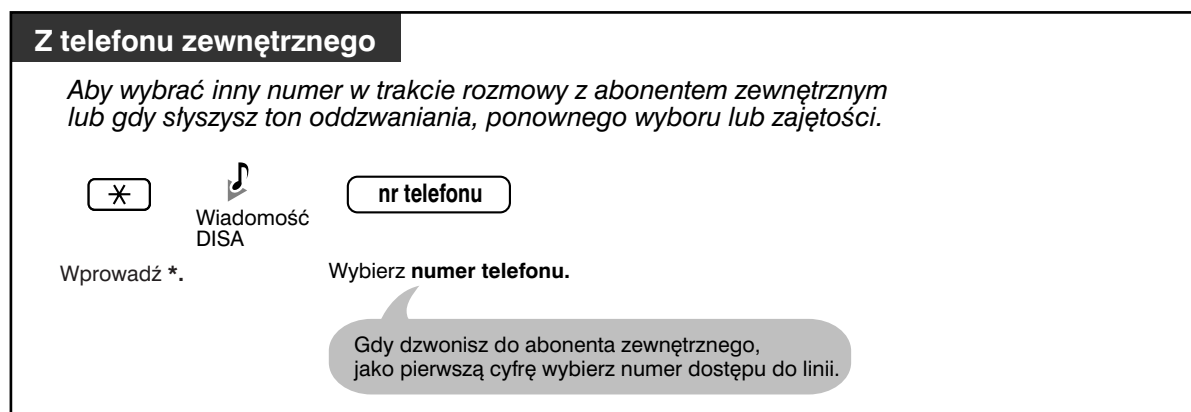 Z telefonu zewnętrznego
Aby wybrać inny numer w trakcie rozmowy z abonentem zewnętrznym
lub gdy słyszysz ton oddzwaniania, ponownego wyboru lub zajętości.
* nr telefonu
Wiadomość
DISA
Wprowadź *. Wybierz numer telefonu.
Gdy dzwonisz do abonenta zewnętrznego,
jako pierwszą cyfrę wybierz numer dostępu do linii.